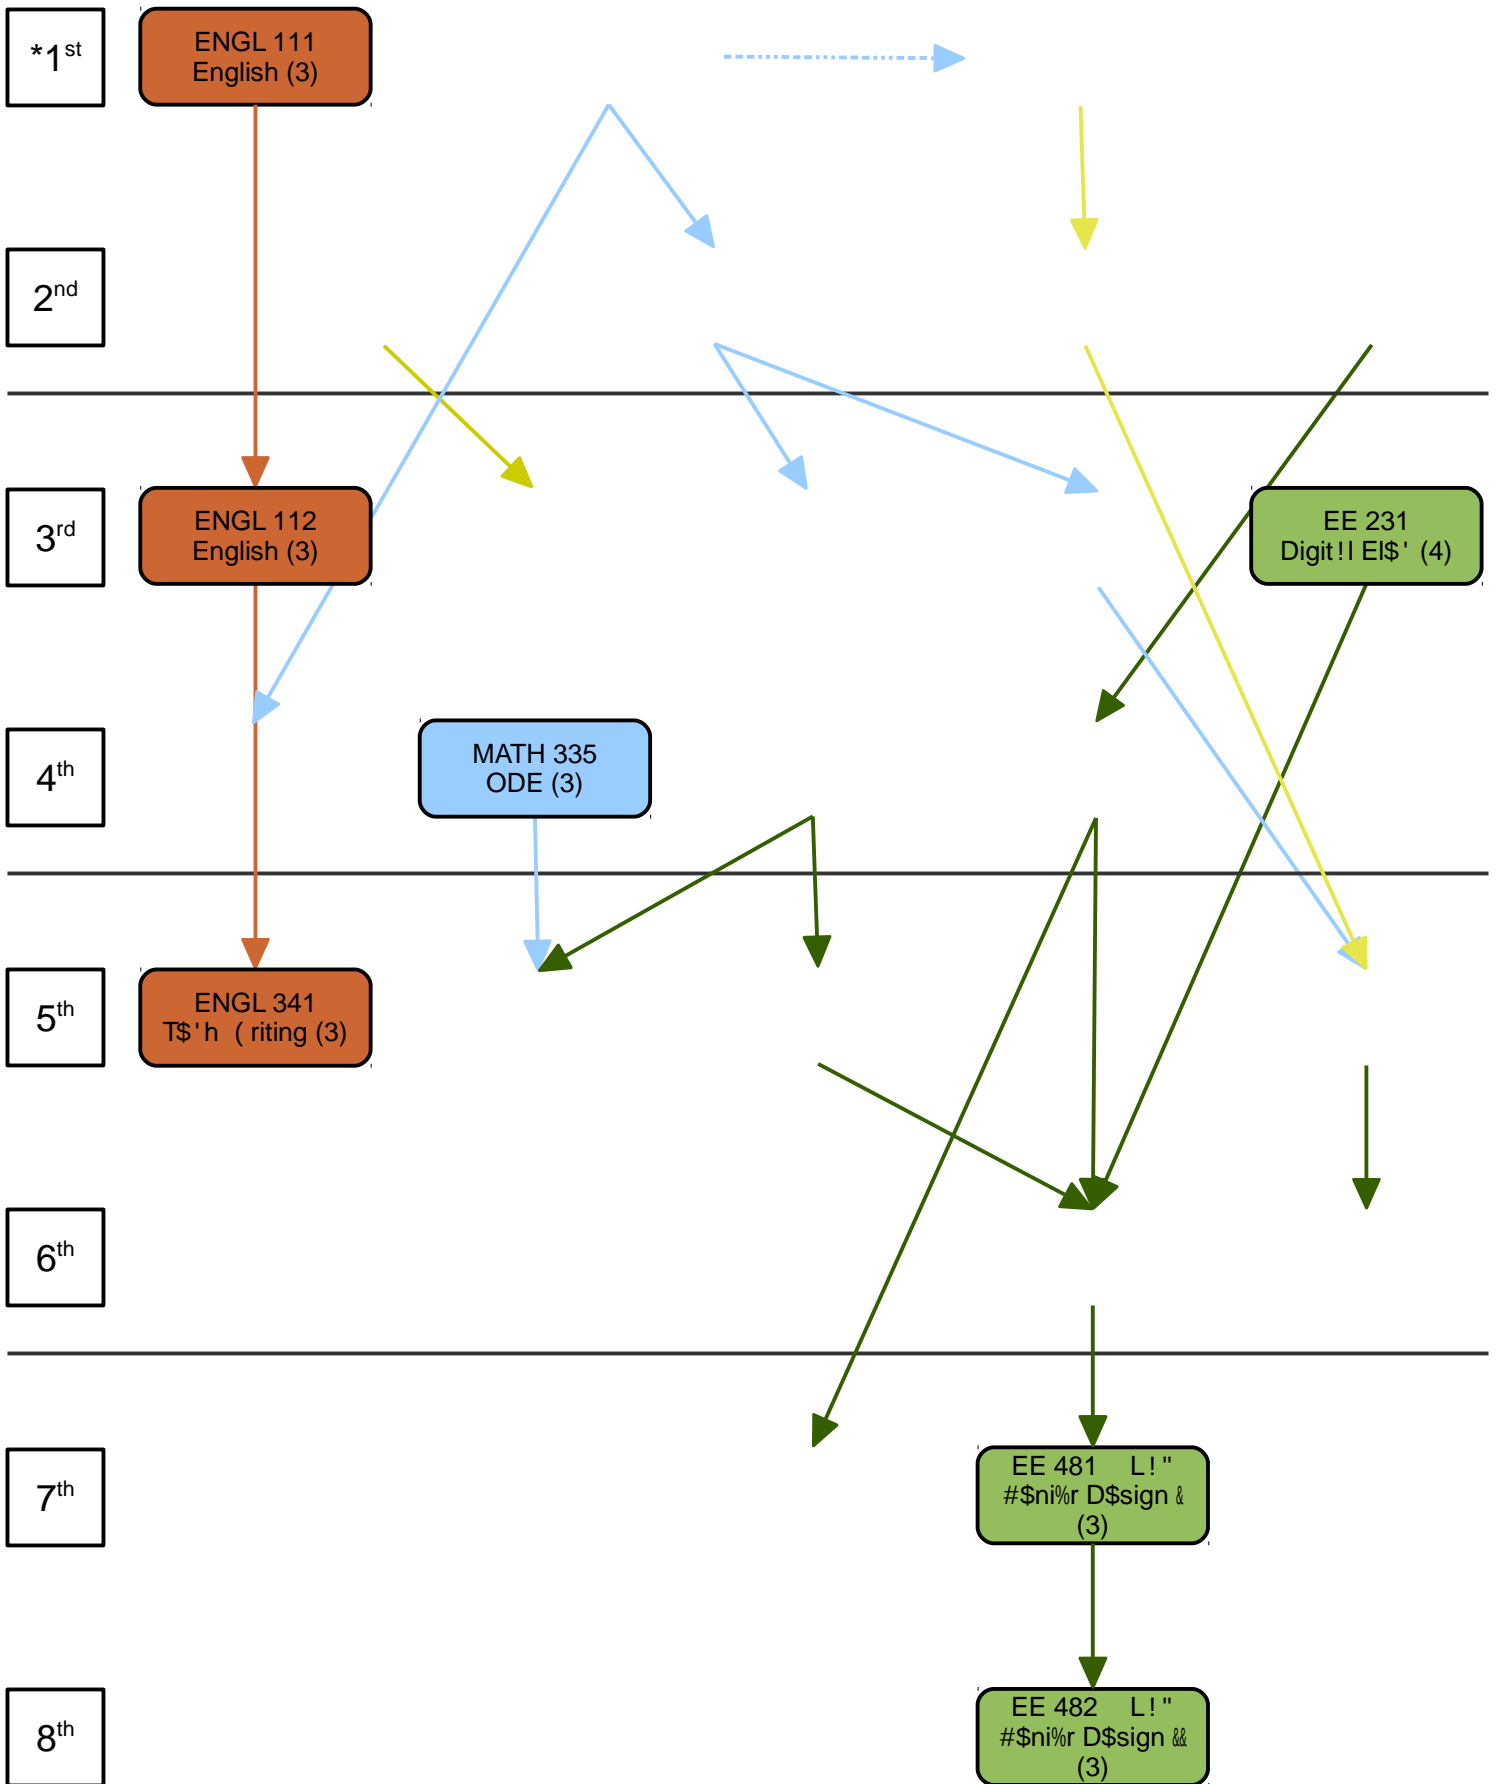 *1st
ENGL 111
English (3)
2nd
3rd
ENGL 112
English (3)
EE 231
Digit!l El$' (4)
4th
MATH 335
ODE (3)
5th
ENGL 341
T$'h ( riting (3)
6th
7th
EE 481 L!"
#$ni%r D$sign &
(3)
8th
EE 482 L!"
#$ni%r D$sign &&
(3)